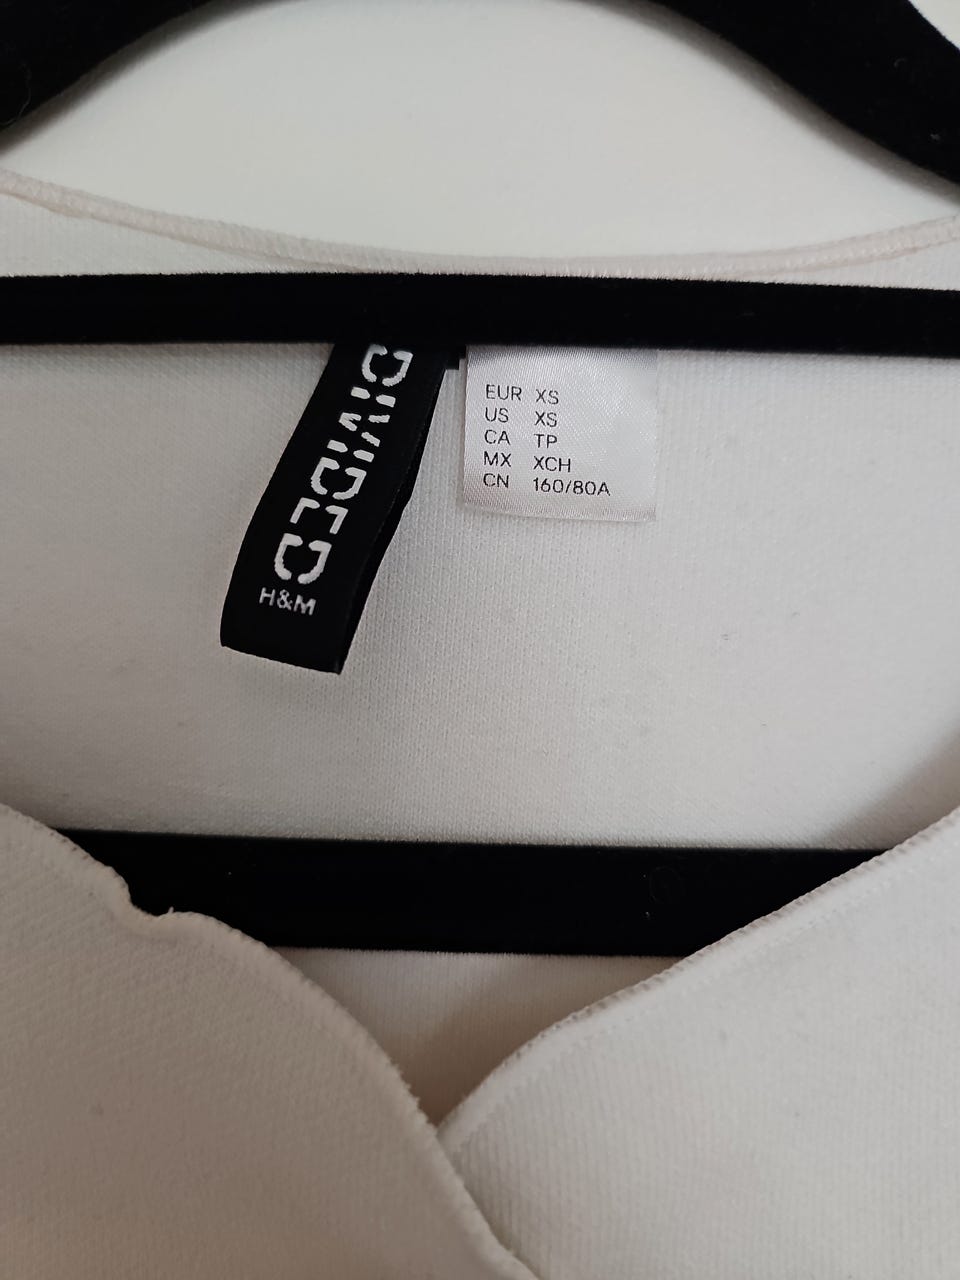 DIVIDED
H&M
EUR XS
US XS
CA TP
MX XCH
CN 160/80A